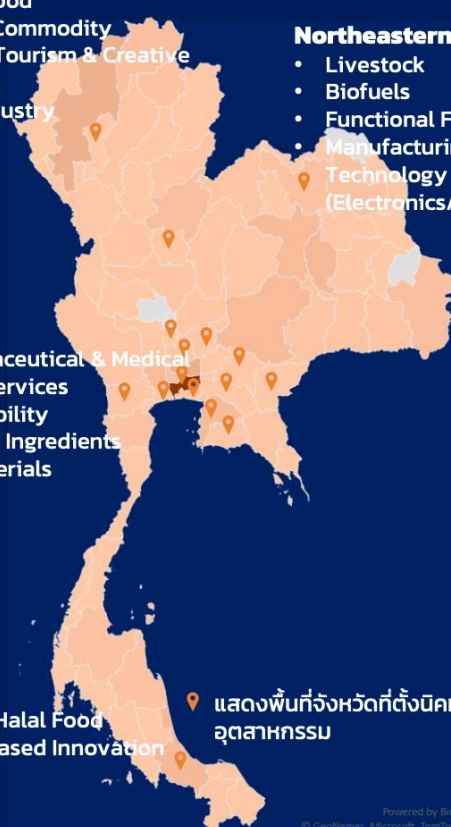 ood
Commodity
Tourism & Creative
ustry
Northeastern
• Livestock
• Biofuels
• Functional F
• Manufacturin
Technology
(Electronics
aceutical & Medical
ervices
bility
Ingredients
erials
แสดงพื้นที่จังหวัดที่ตั้งนิค
อุตสาหกรรม
Halal Food
ased Innovation
Powered by Bi
© GeoNames, Microsoft, TomTo